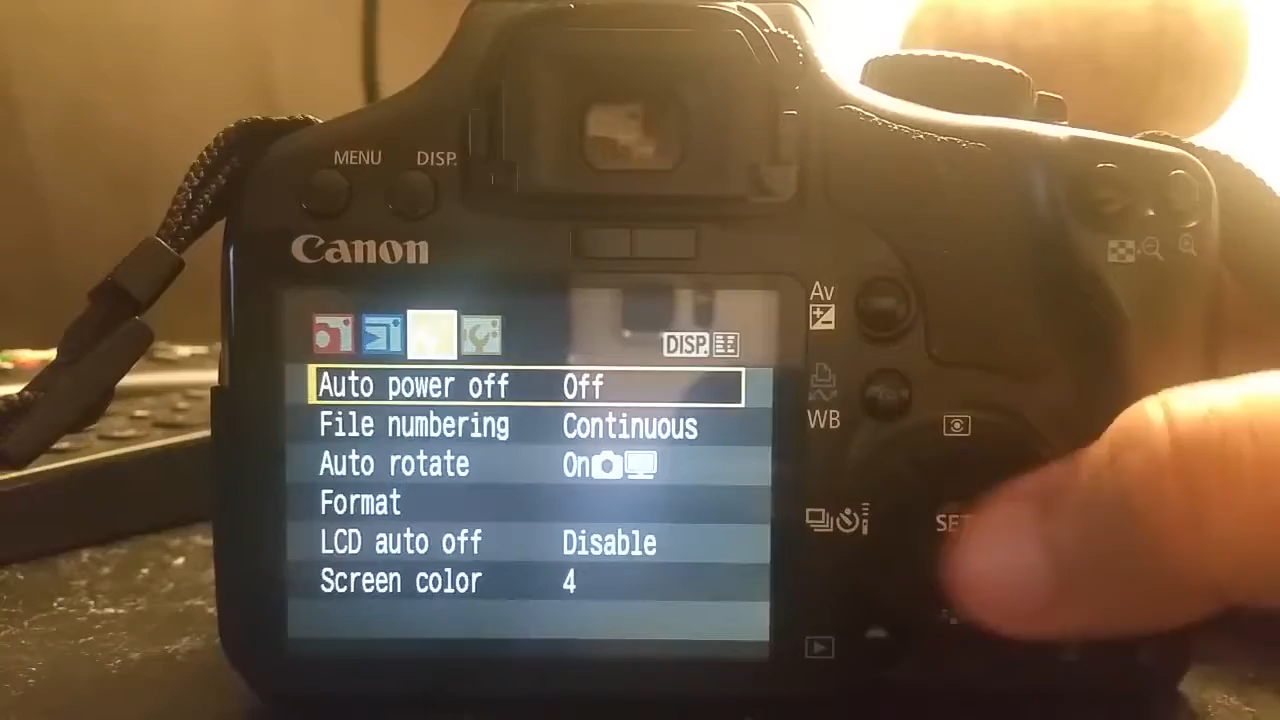 MENU DISP.
Canon
Av
DISP.
Auto power off Off
File numbering Continuous
Auto rotate On
Format
LCD auto off Disable
Screen color 4
WB
SET